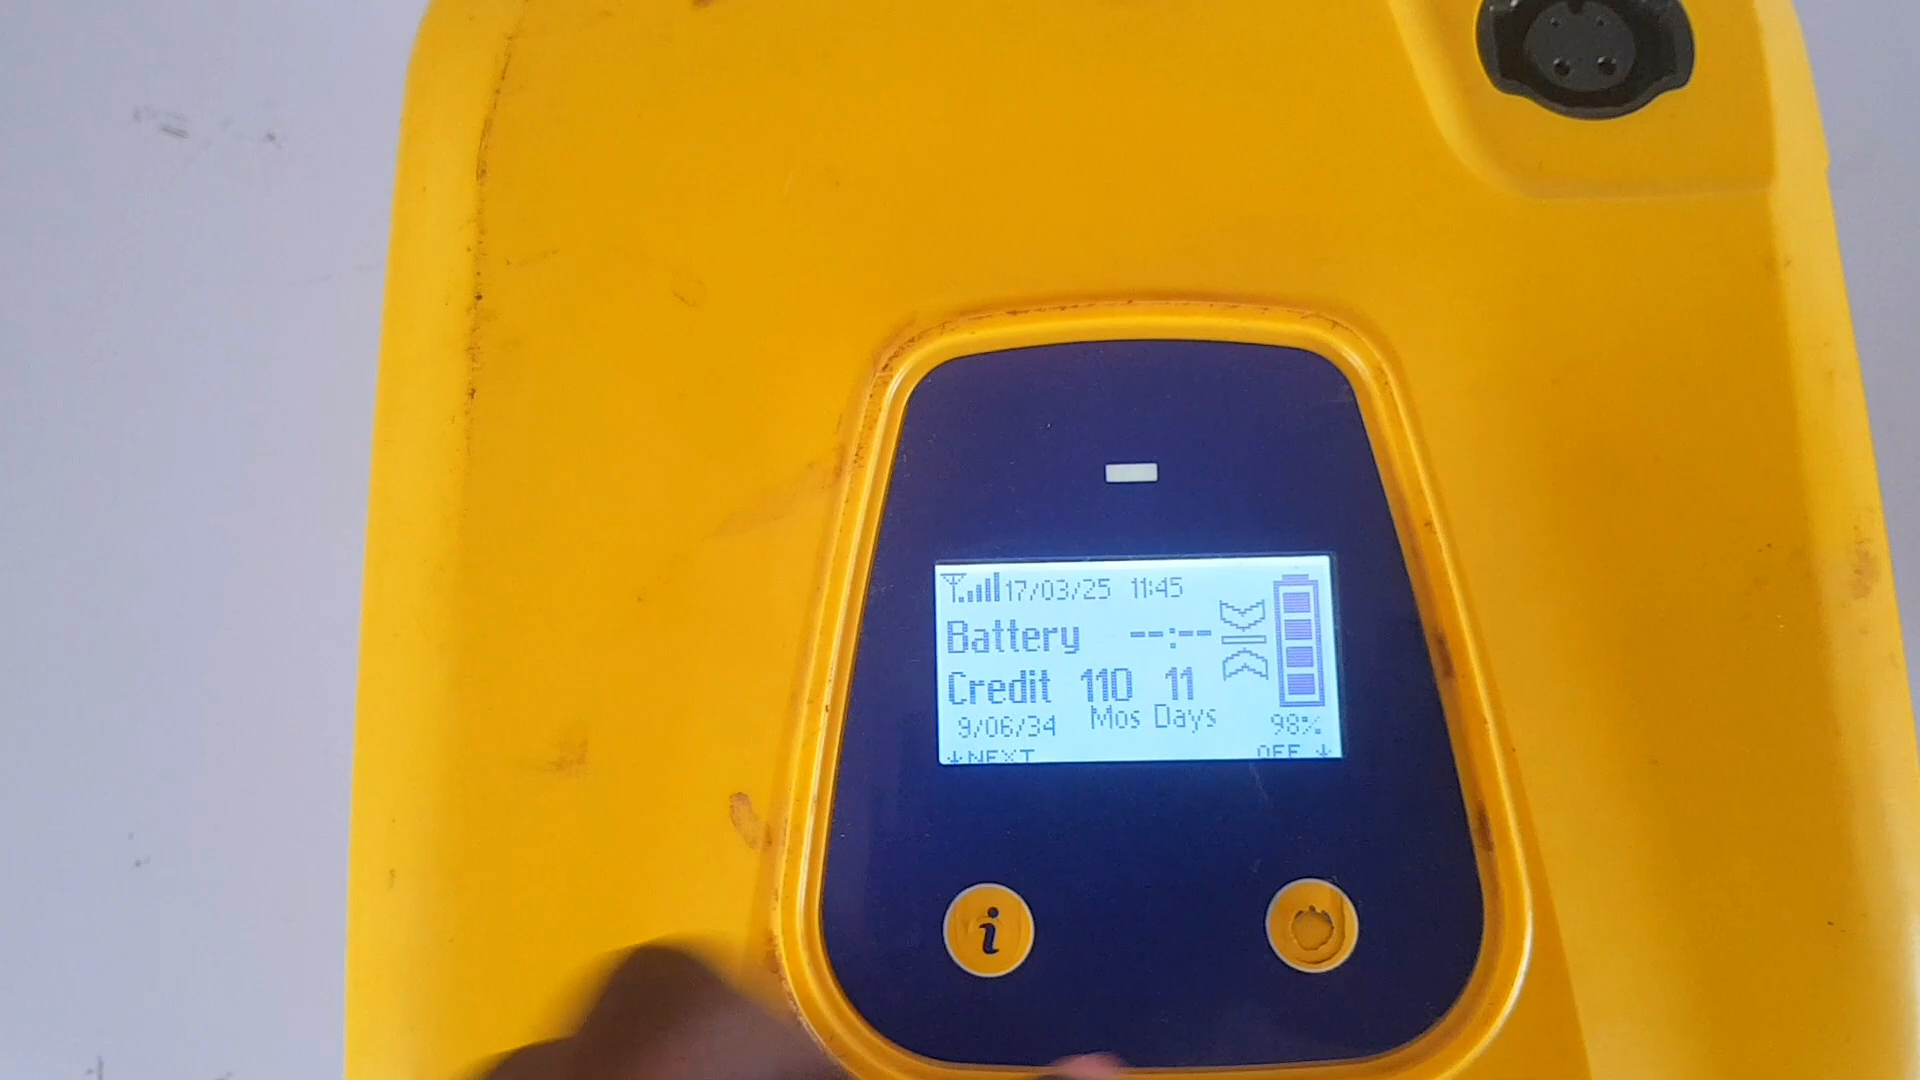 17/03/25 11:45
Battery --:--
Credit 110 11
9/06/34 Mos Days 98%
↓NEXT OFF ↓
i